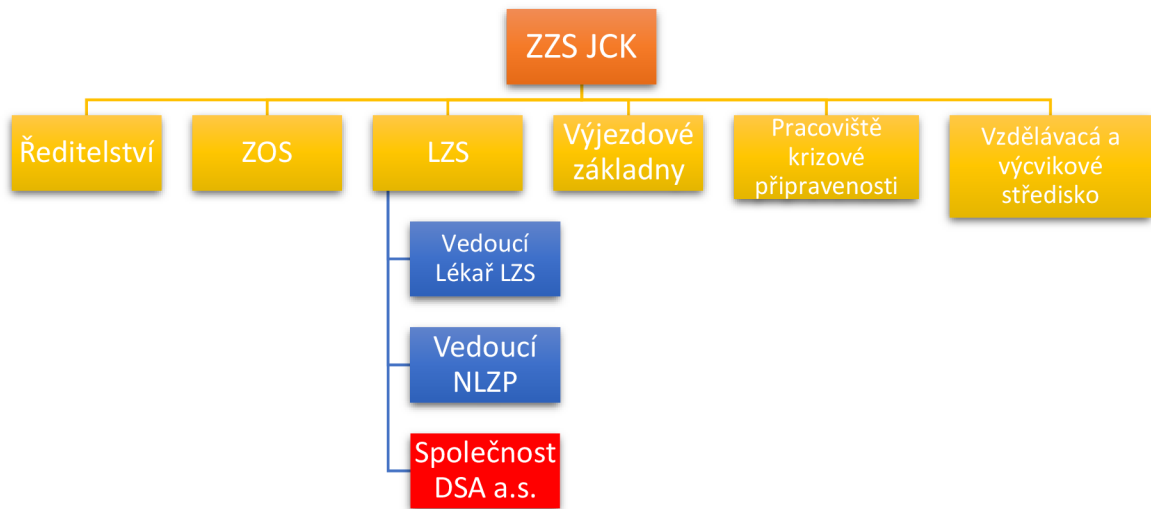 ZZS JCK
Ředitelství
ZOS
LZS
Výjezdové
základny
Pracoviště
krizové
připravenosti
Vzdělávacá a
výcvikové
středisko
Vedoucí
Lékař LZS
Vedoucí
NLZP
Společnost
DSA a.s.